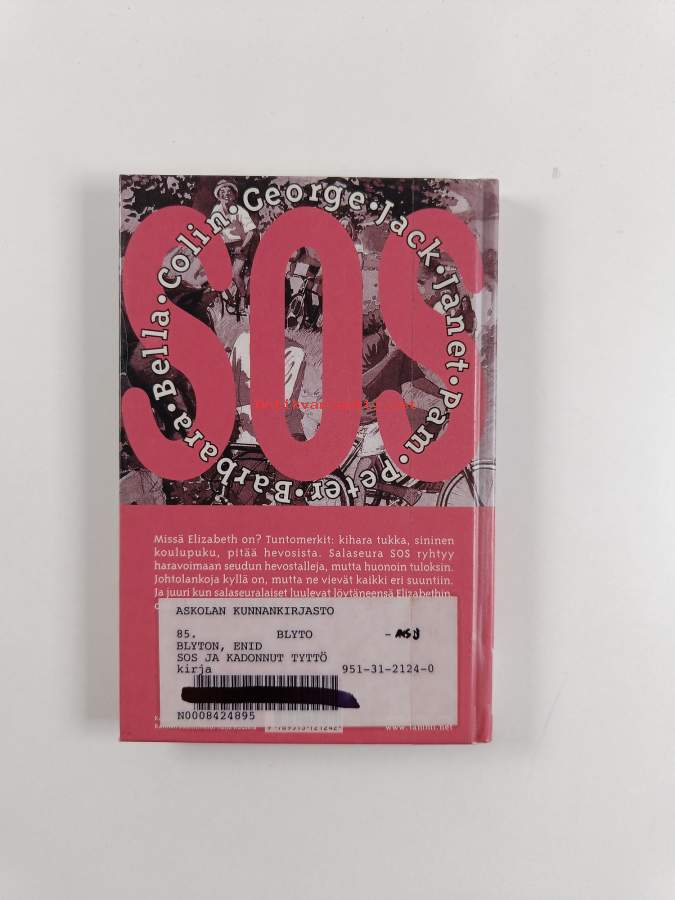 SOS
Barbara · Bella · Colin · George · Jack · Janet · Pam · Peter ·
Missä Elizabeth on? Tuntomerkit: kihara tukka, sininen
koulupuku, pitää hevosista. Salaseura SOS ryhtyy
haravoimaan seudun hevostalleja, mutta huonoin tuloksin.
Johtolankoja kyllä on, mutta ne vievät kaikki eri suuntiin.
Ja juuri kun salaseuralaiset luulevat löytäneensä Elizabethin,
ASKOLAN KUNNANKIRJASTO
85. BLYTO
BLYTON, ENID
SOS JA KADONNUT TYTTÖ
kirja 951-31-2124-0
N0008424895
9 789513 121242
www.tammi.net